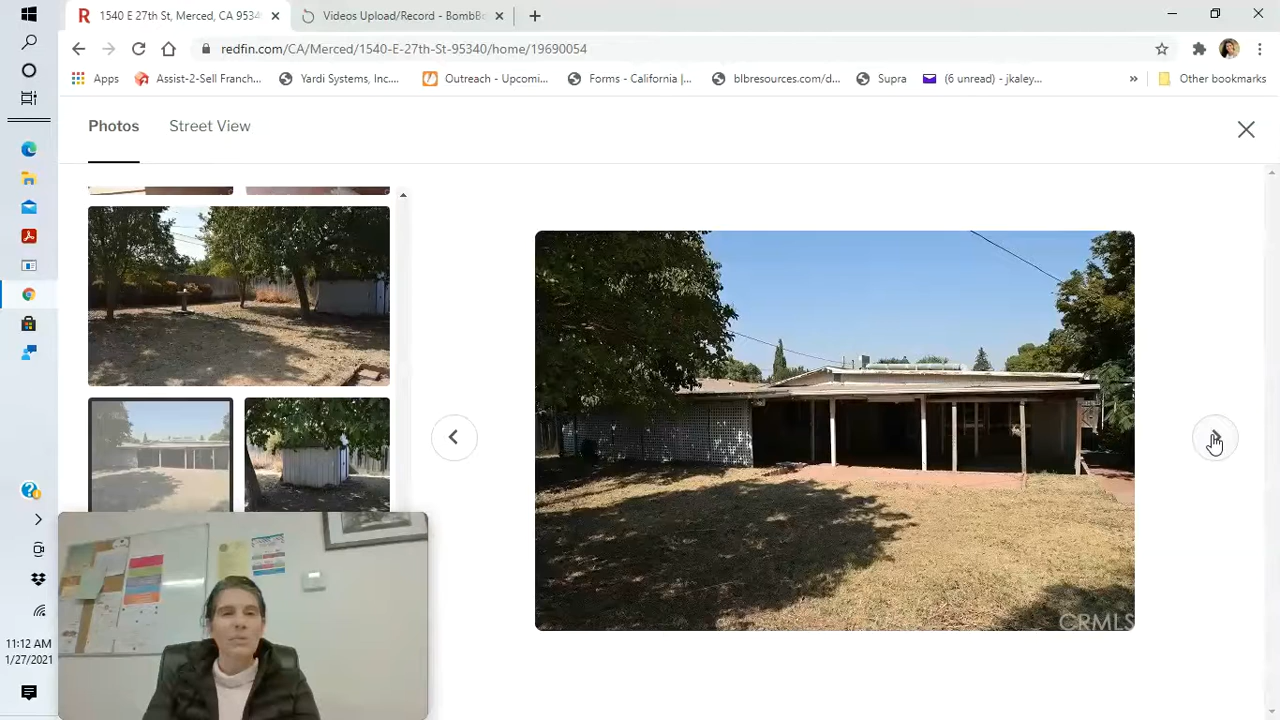 1540 E 27th St, Merced, CA 9534
Videos Upload/Record - BombBo
redfin.com/CA/Merced/1540-E-27th-St-95340/home/19690054
Apps
Assist-2-Sell Franch...
Yardi Systems, Inc....
Outreach - Upcomi...
Forms - California |...
blbresources.com/d...
Supra
(6 unread) - jkaley...
»
Other bookmarks
Photos
Street View
CRMLS
11:12 AM
1/27/2021